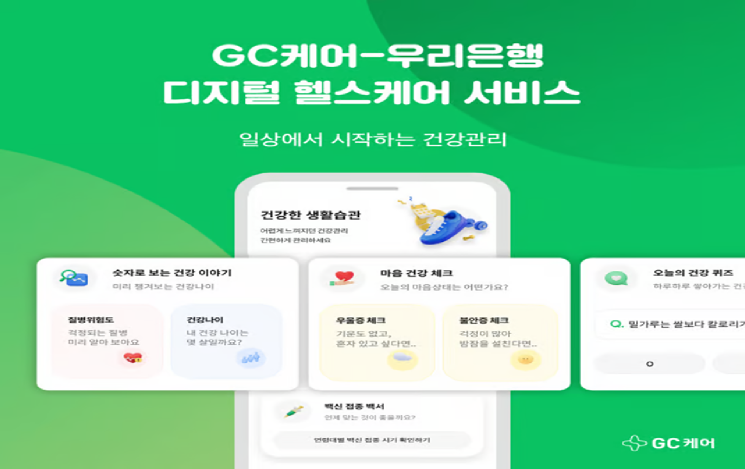 GC케어-우리은행
디지털 헬스케어 서비스
일상에서 시작하는 건강관리
건강한 생활습관
어렵게 느껴지던 건강관리
간편하게 관리하세요
숫자로 보는 건강 이야기
미리 챙겨보는 건강나이
질병위험도
걱정되는 질병
미리 알아 보아요
건강나이
내 건강 나이는
몇 살일까요?
마음 건강 체크
오늘의 마음상태는 어떤가요?
우울증 체크
기운도 없고,
혼자 있고 싶다면..
불안증 체크
걱정이 많아
밤잠을 설친다면..
오늘의 건강 퀴즈
하루하루 쌓아가는
Q. 밀가루는 쌀보다 칼로리가
O
백신 접종 백서
언제 맞는 것이 좋을까요?
연령대별 백신 접종 시기 확인하기
GC케어